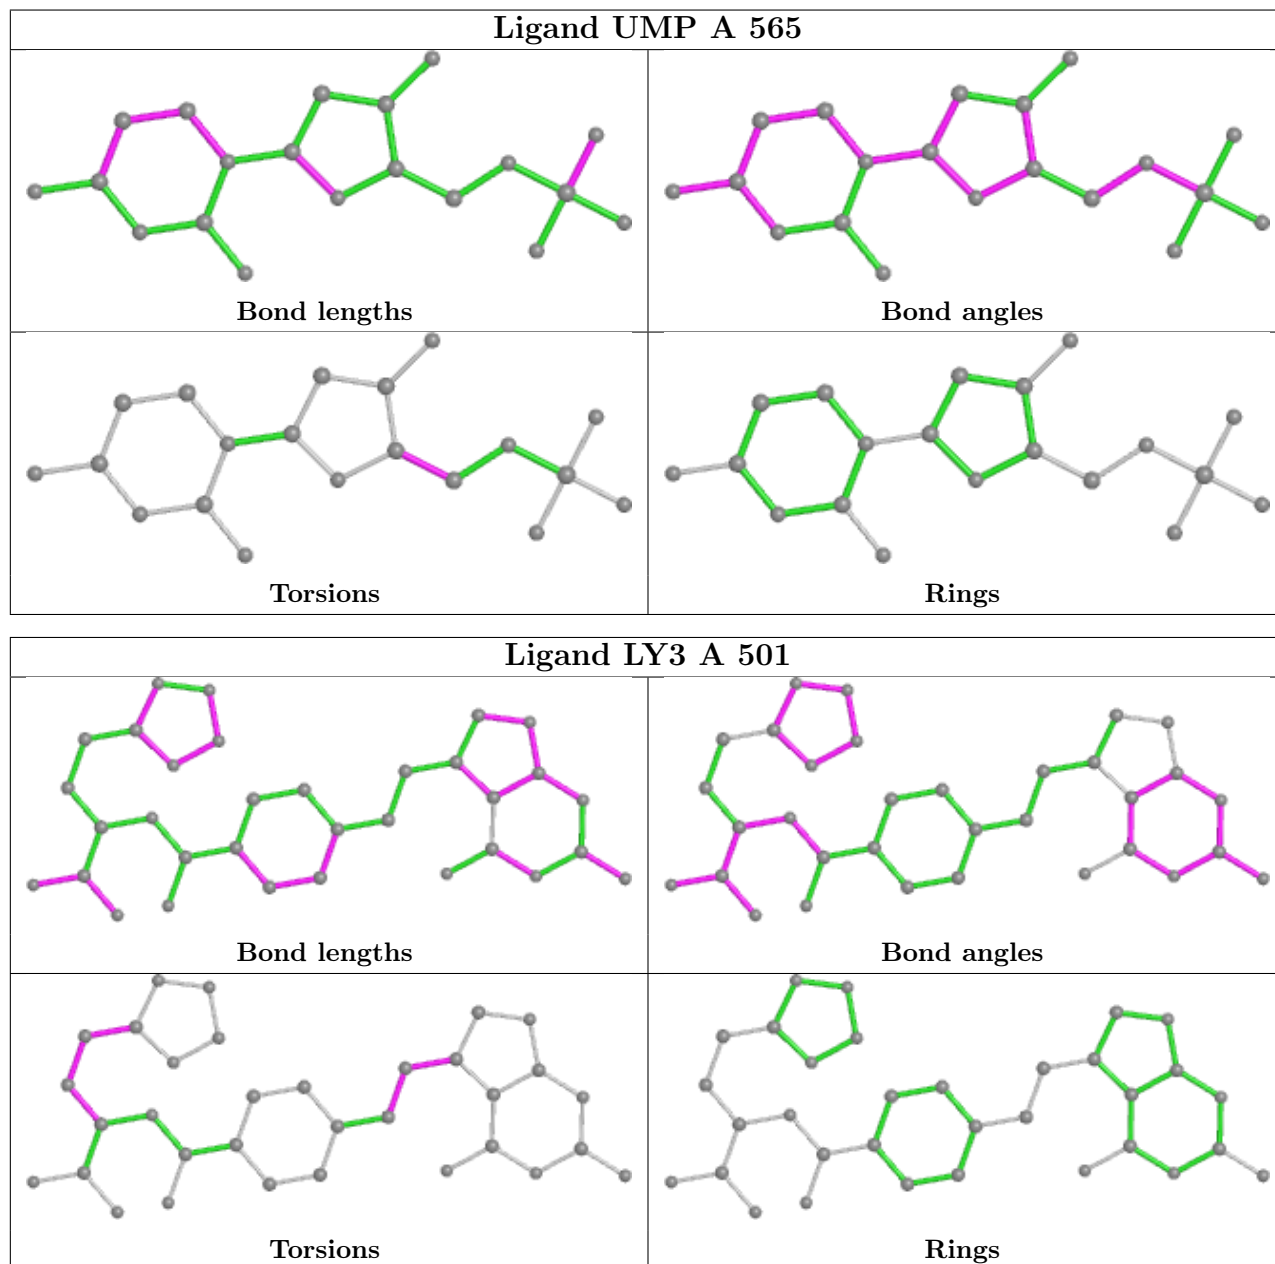 Ligand UMP A 565
Bond lengths
Bond angles
Torsions
Rings
Ligand LY3 A 501
Bond lengths
Bond angles
Torsions
Rings